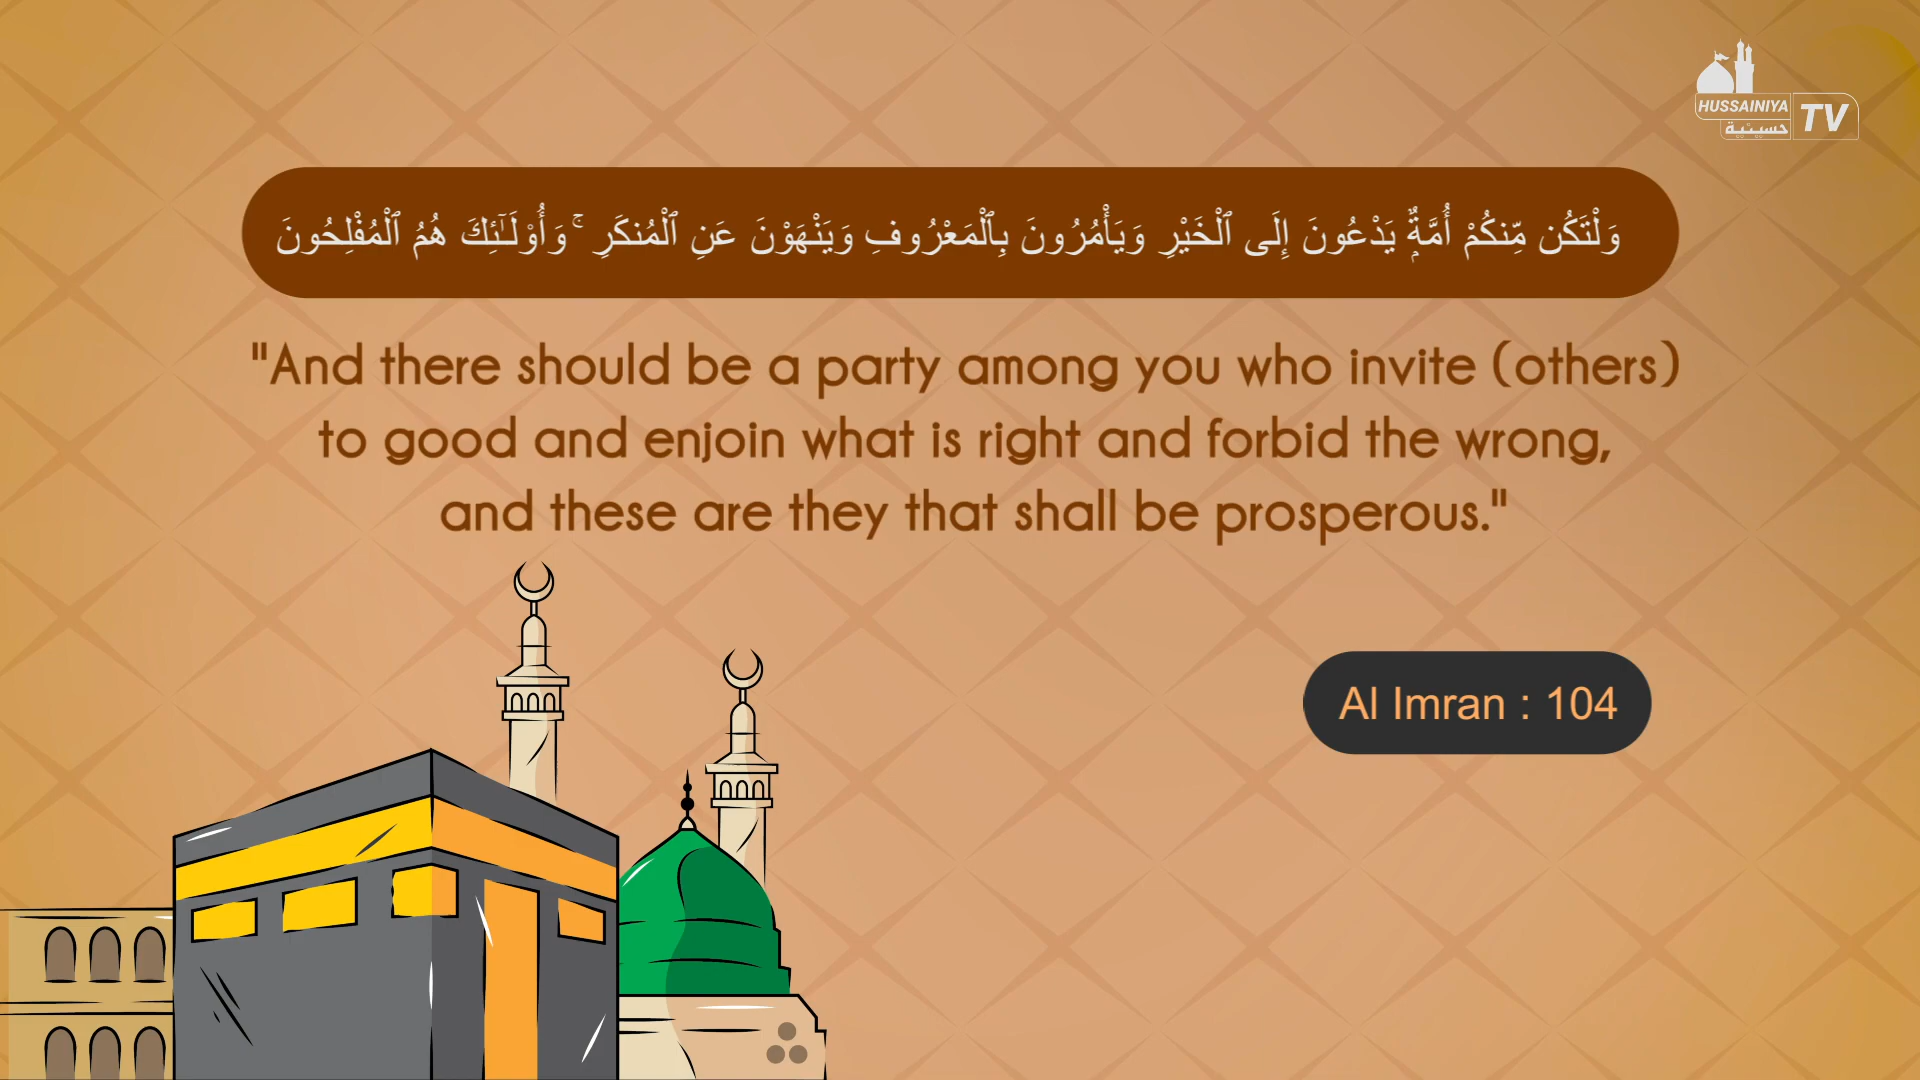 HUSSAINIYA
حسينية
TV
وَلْتَكُن مِّنكُمْ أُمَّةٌۭ يَدْعُونَ إِلَى ٱلْخَيْرِ وَيَأْمُرُونَ بِٱلْمَعْرُوفِ وَيَنْهَوْنَ عَنِ ٱلْمُنكَرِ ۚ وَأُو۟لَـٰٓئِكَ هُمُ ٱلْمُفْلِحُونَ
"And there should be a party among you who invite (others)
to good and enjoin what is right and forbid the wrong,
and these are they that shall be prosperous."
Al Imran : 104